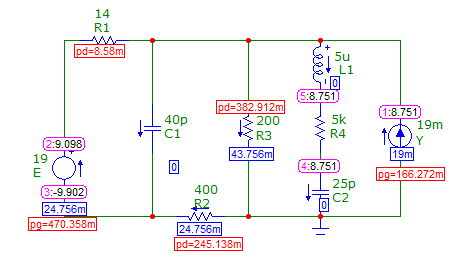 14
R1
pd=8.58m
5u
L1
0
5:8.751
40p
C1
0
pd=382.912m
200
R3
43.756m
5k
R4
1:8.751
19m
Y
19m
pg=166.272m
2:9.098
19
E
3:-9.902
24.756m
pg=470.358m
4:8.751
25p
C2
0
400
R2
24.756m
pd=245.138m